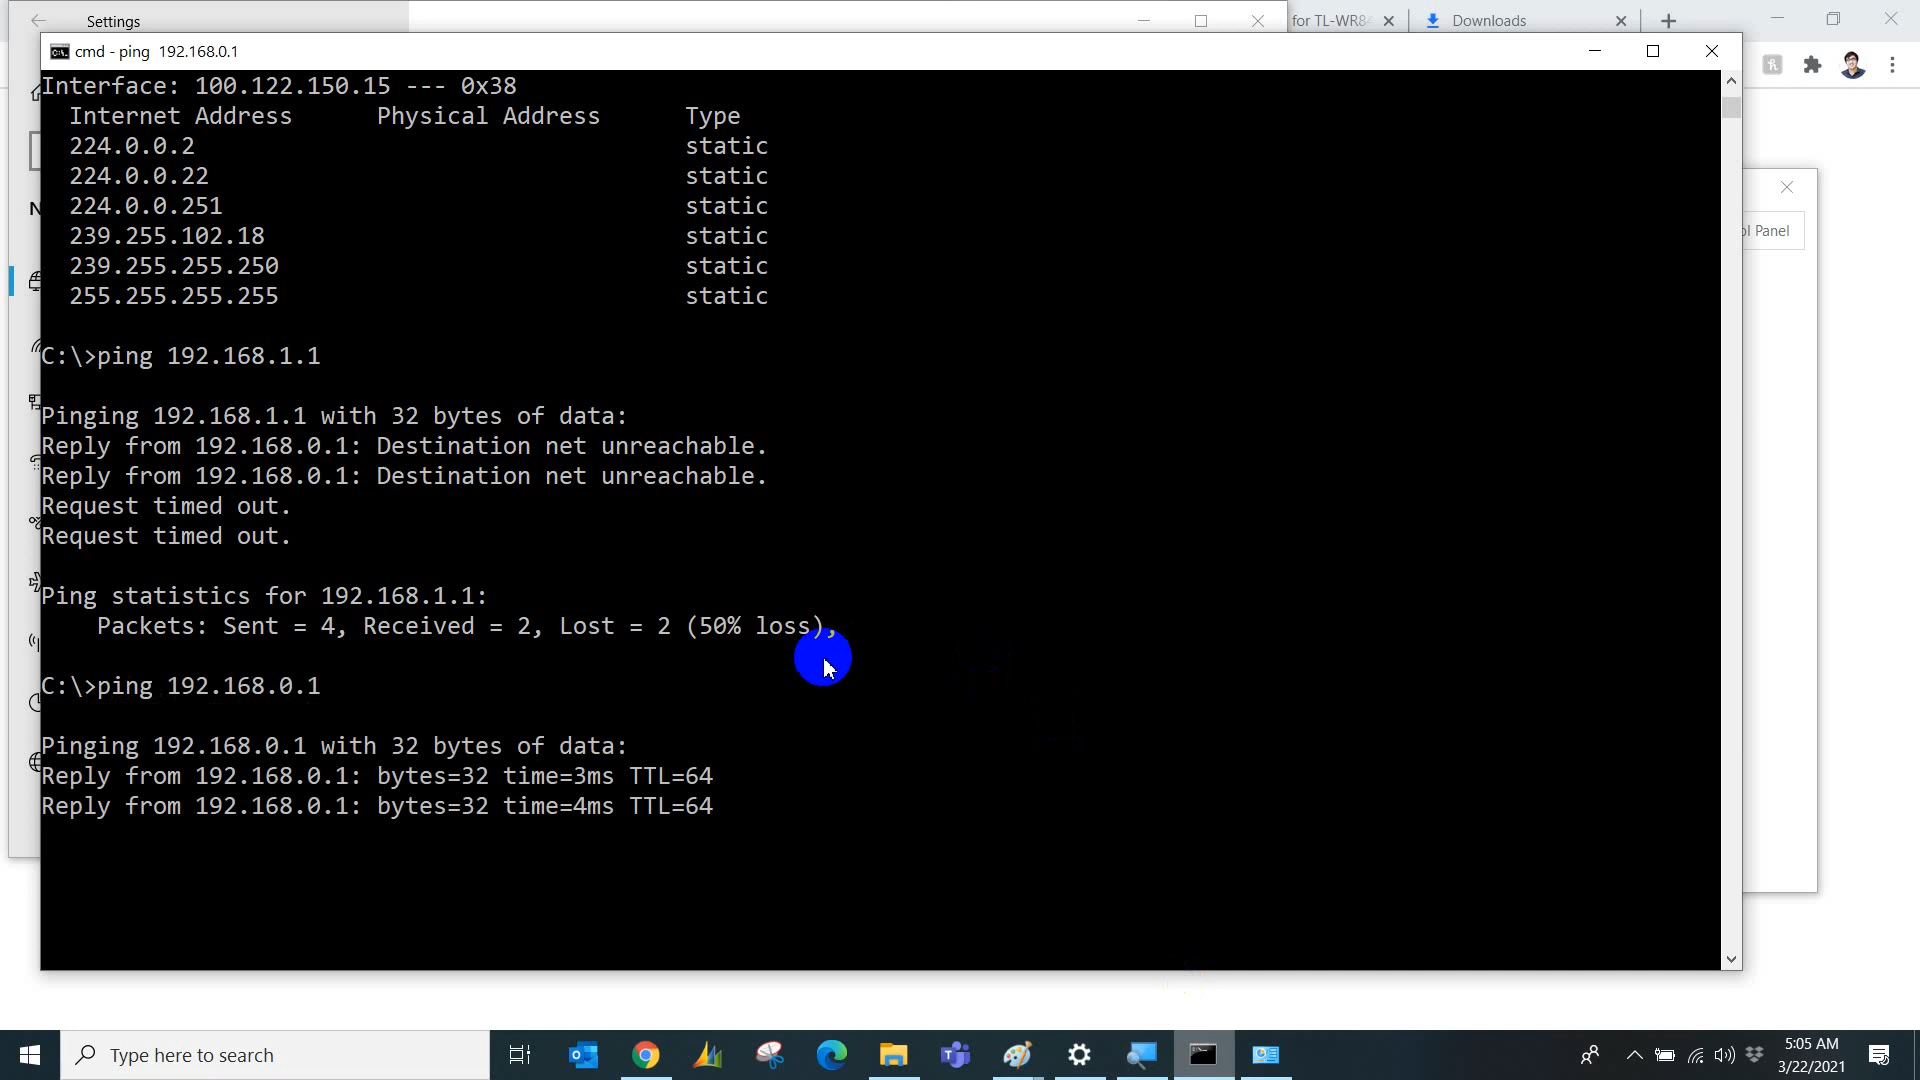 Settings
for TL-WR8
Downloads
cmd - ping 192.168.0.1
Interface: 100.122.150.15 --- 0x38
Internet Address Physical Address Type
224.0.0.2 static
224.0.0.22 static
224.0.0.251 static
239.255.102.18 static
239.255.255.250 static
255.255.255.255 static
ol Panel
C:\>ping 192.168.1.1
Pinging 192.168.1.1 with 32 bytes of data:
Reply from 192.168.0.1: Destination net unreachable.
Reply from 192.168.0.1: Destination net unreachable.
Request timed out.
Request timed out.
Ping statistics for 192.168.1.1:
Packets: Sent = 4, Received = 2, Lost = 2 (50% loss),
C:\>ping 192.168.0.1
Pinging 192.168.0.1 with 32 bytes of data:
Reply from 192.168.0.1: bytes=32 time=3ms TTL=64
Reply from 192.168.0.1: bytes=32 time=4ms TTL=64
Type here to search
5:05 AM
3/22/2021